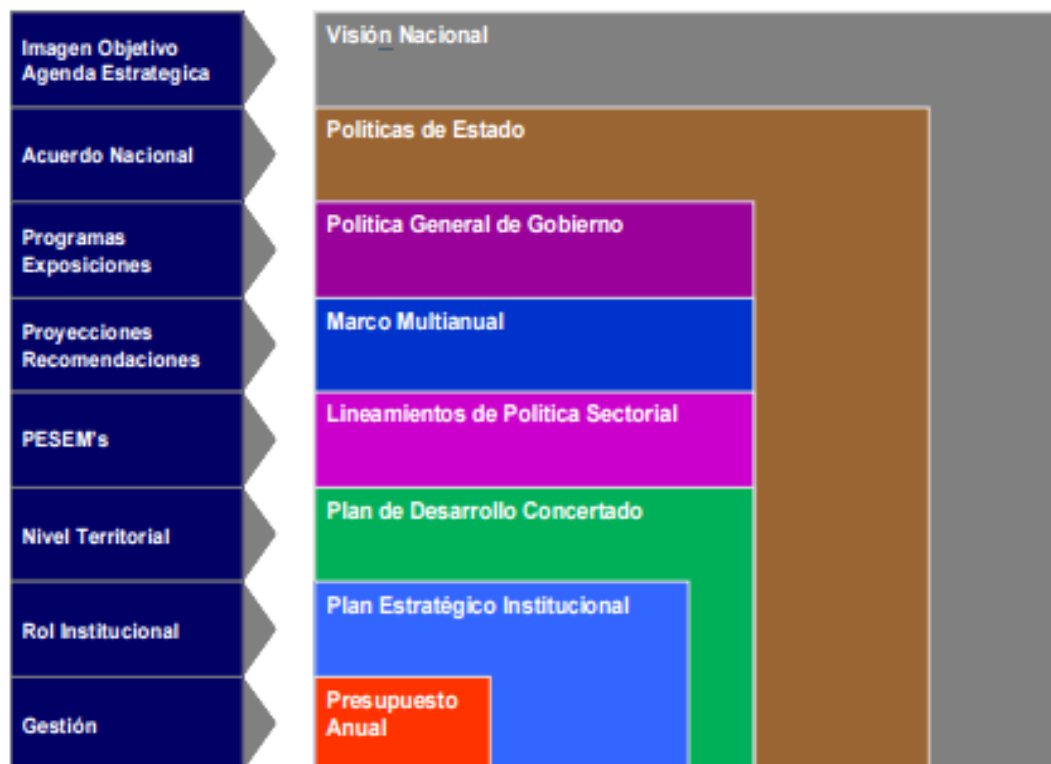 Imagen Objetivo
Agenda Estrategica
Visión Nacional
Acuerdo Nacional
Politicas de Estado
Programas
Exposiciones
Politica General de Gobierno
Proyecciones
Recomendaciones
Marco Multianual
PESEM's
Lineamientos de Politica Sectorial
Nivel Territorial
Plan de Desarrollo Concertado
Rol Institucional
Plan Estratégico Institucional
Gestión
Presupuesto
Anual